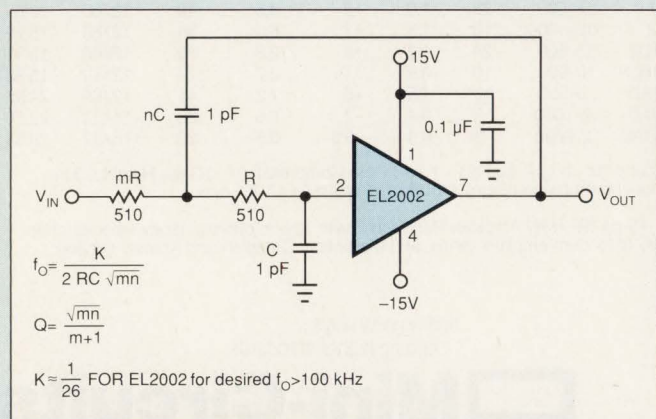 15V
nC
1 pF
0.1 µF
1
V_IN
mR
510
R
510
2
EL2002
7
V_OUT
C
1 pF
4
–15V
f_O= K / 2 RC √mn
Q= √mn / m+1
K≈ 1 / 26 FOR EL2002 for desired f_O>100 kHz